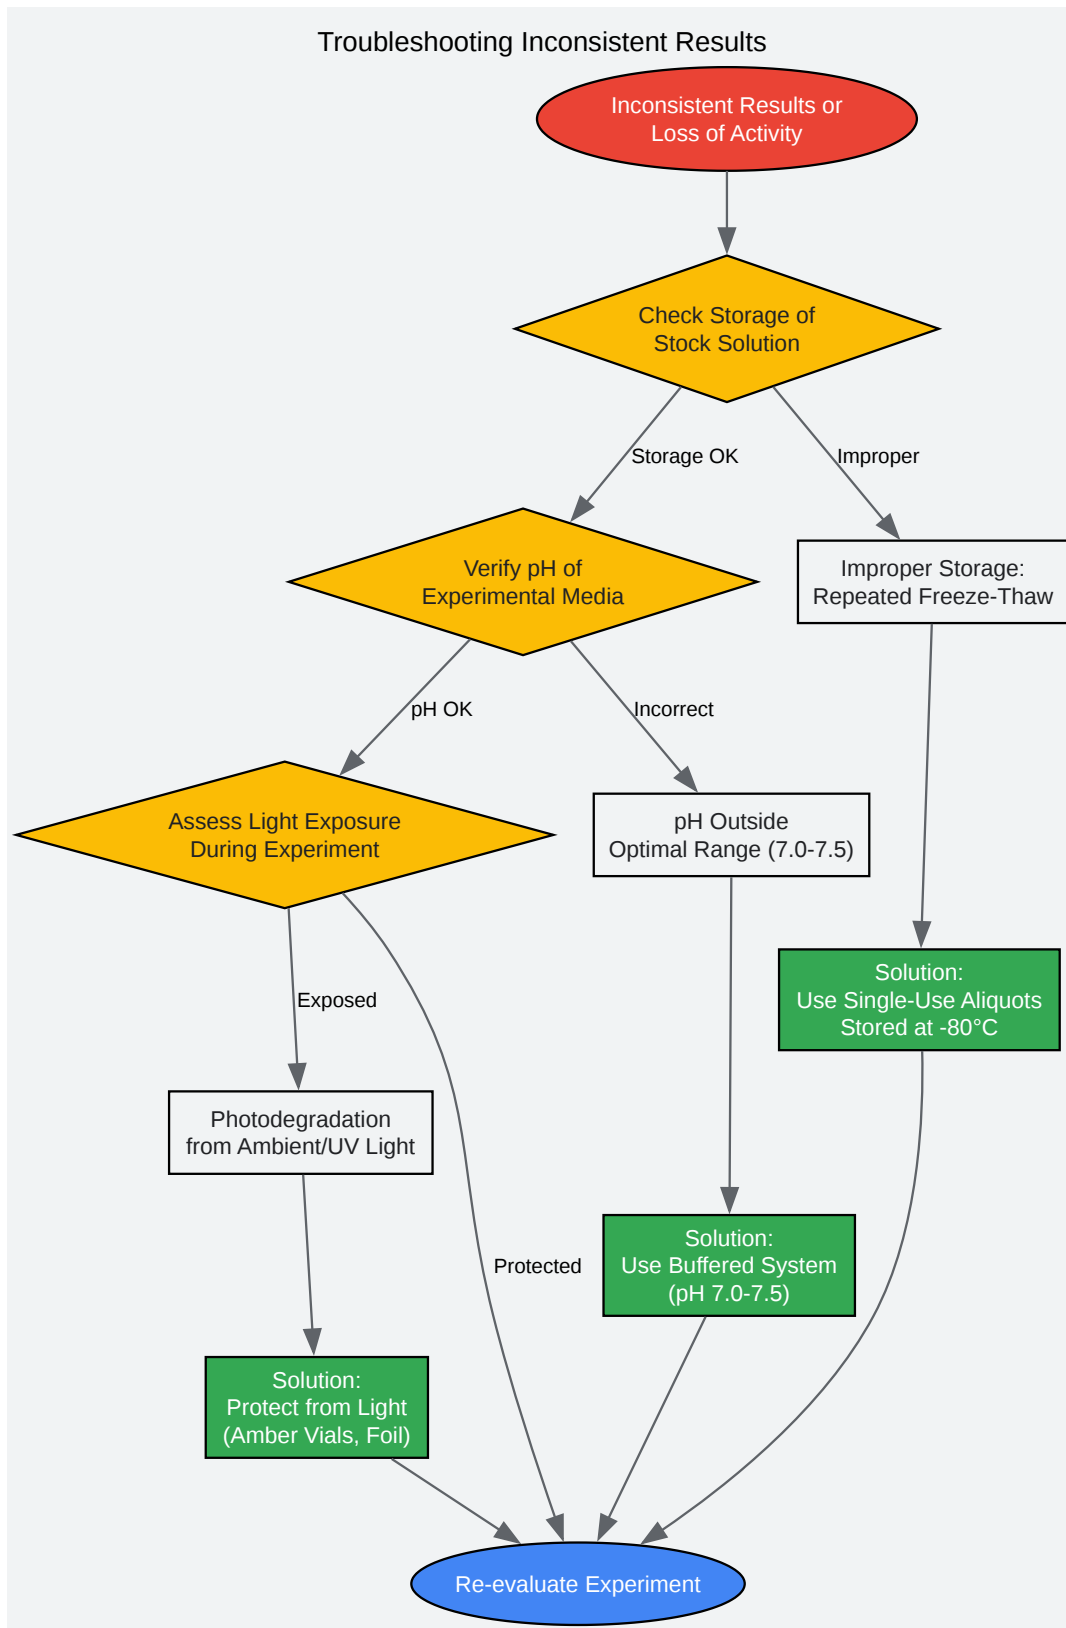 Troubleshooting Inconsistent Results
Inconsistent Results or
Loss of Activity
Check Storage of
Stock Solution
Storage OK
Improper
Verify pH of
Experimental Media
Improper Storage:
Repeated Freeze-Thaw
pH OK
Incorrect
Assess Light Exposure
During Experiment
pH Outside
Optimal Range (7.0-7.5)
Solution:
Use Single-Use Aliquots
Stored at -80°C
Exposed
Photodegradation
from Ambient/UV Light
Protected
Solution:
Use Buffered System
(pH 7.0-7.5)
Solution:
Protect from Light
(Amber Vials, Foil)
Re-evaluate Experiment